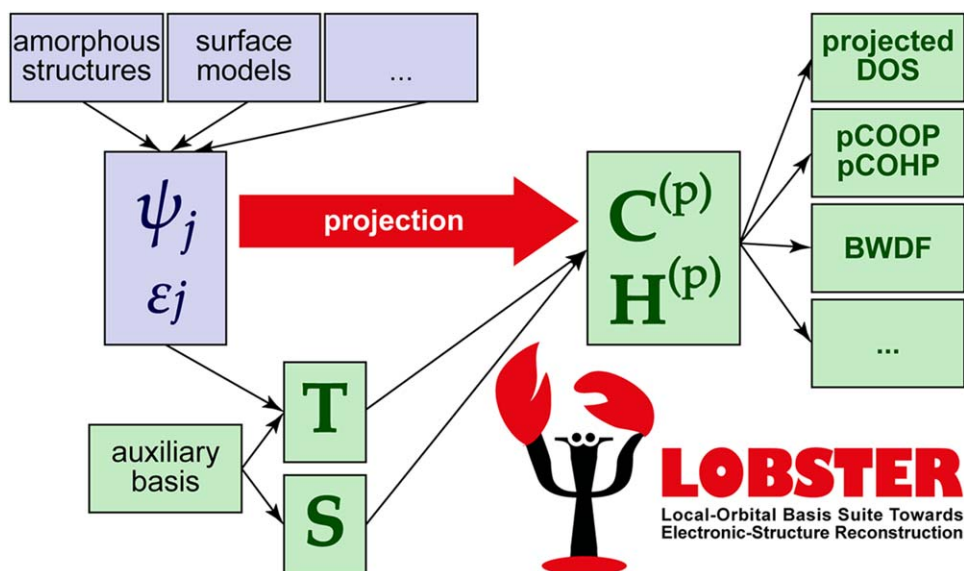 amorphous
structures
surface
models
...
ψj
εj
projection
C(p)
H(p)
projected
DOS
pCOOP
pCOHP
BWDF
...
auxiliary
basis
T
S
LOBSTER
Local-Orbital Basis Suite Towards
Electronic-Structure Reconstruction